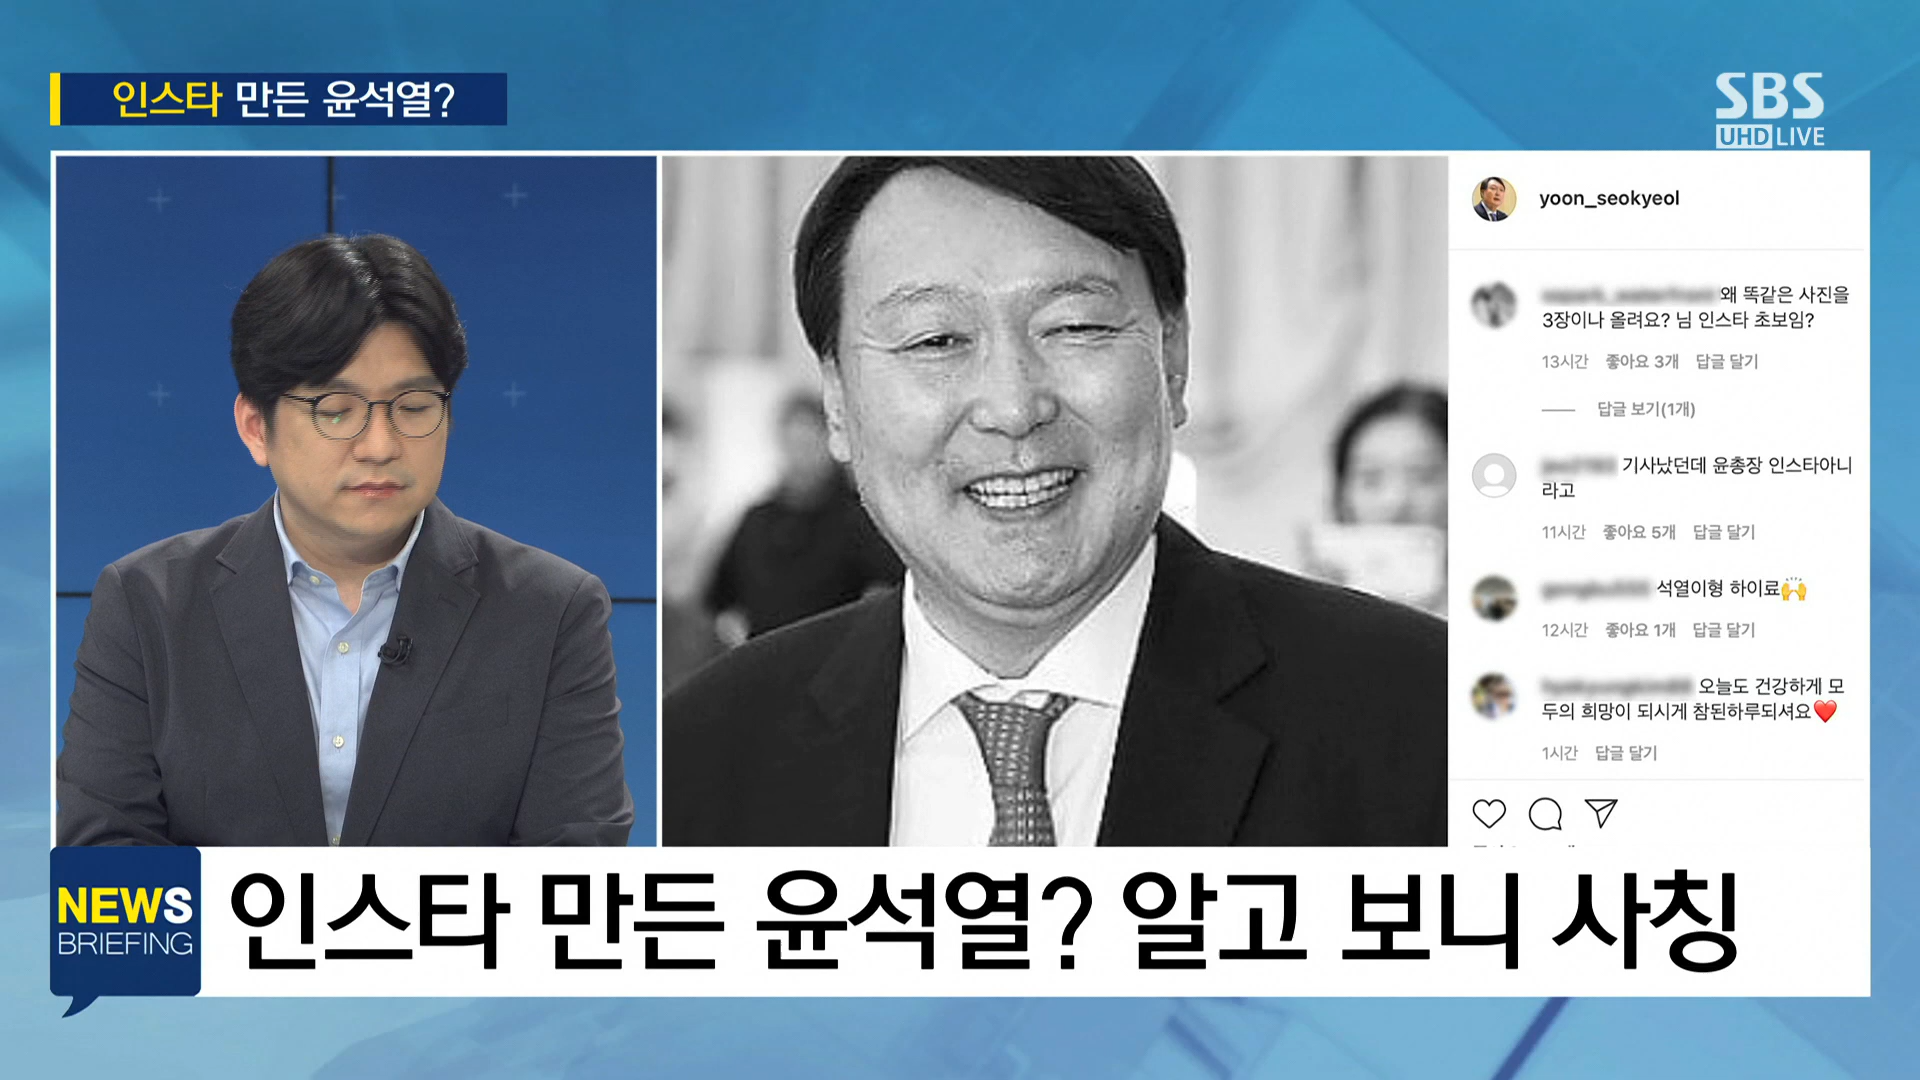 인스타 만든 윤석열?
SBS
UHD LIVE
yoon_seokyeol
왜 똑같은 사진을
3장이나 올려요? 님 인스타 초보임?
13시간 좋아요 3개 답글 달기
답글 보기(1개)
기사났던데 윤총장 인스타아니
라고
11시간 좋아요 5개 답글 달기
석열이형 하이료🙌
12시간 좋아요 1개 답글 달기
오늘도 건강하게 모
두의 희망이 되시게 참된하루되셔요❤️
1시간 답글 달기
NEWS
BRIEFING
인스타 만든 윤석열? 알고 보니 사칭